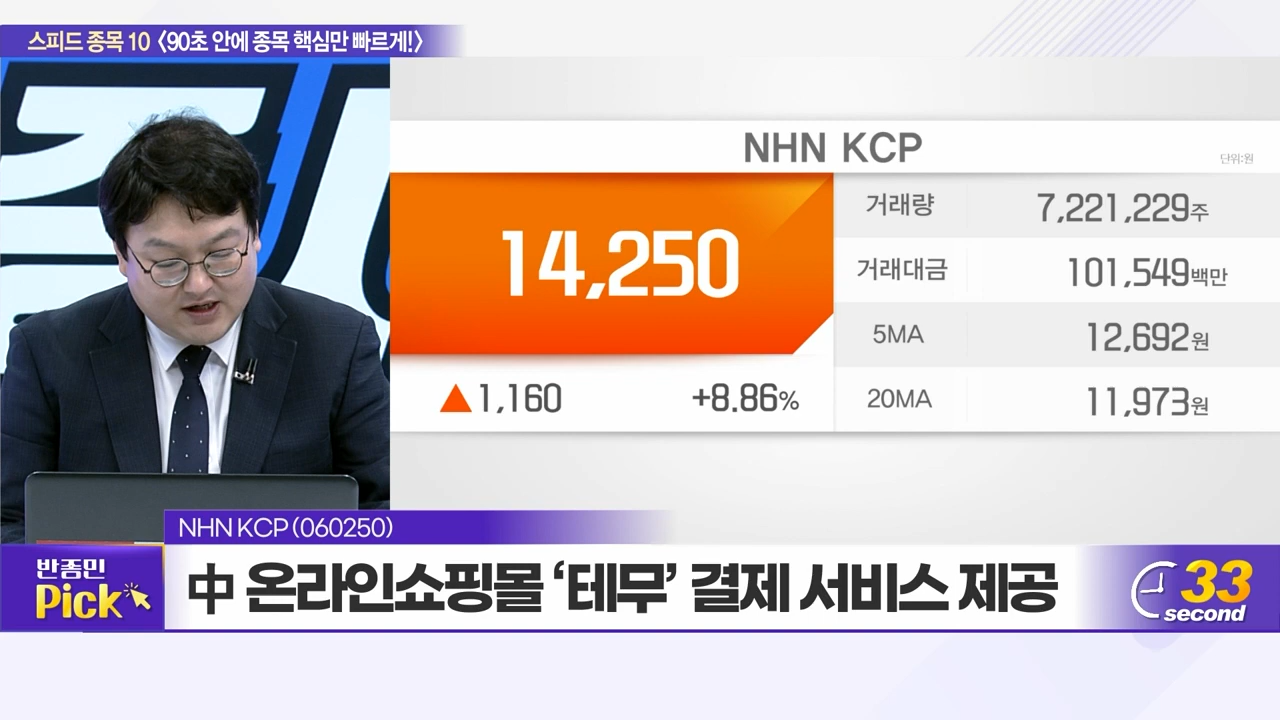 스피드 종목 10 〈90초 안에 종목 핵심만 빠르게!〉
NHN KCP
단위:원
14,250
▲1,160 +8.86%
거래량 7,221,229주
거래대금 101,549백만
5MA 12,692원
20MA 11,973원
NHN KCP (060250)
반종민
Pick
中 온라인쇼핑몰 ‘테무’ 결제 서비스 제공
33
second